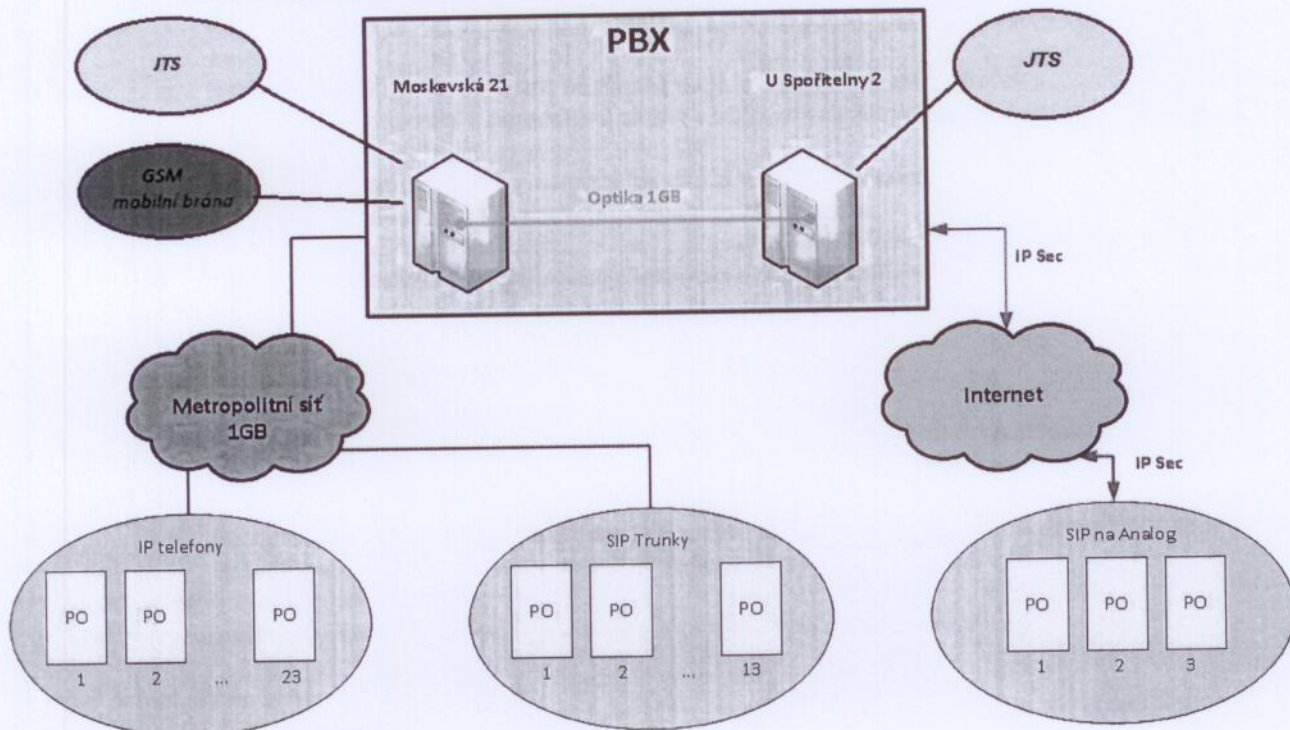 PBX
JTS
Moskevská 21
U Spořitelny 2
JTS
GSM
mobilní brána
Optika 1GB
IP Sec
Metropolitní síť
1GB
Internet
IP Sec
IP telefony
PO
PO
PO
1
2
...
23
SIP Trunky
PO
PO
PO
1
2
...
13
SIP na Analog
PO
PO
PO
1
2
3